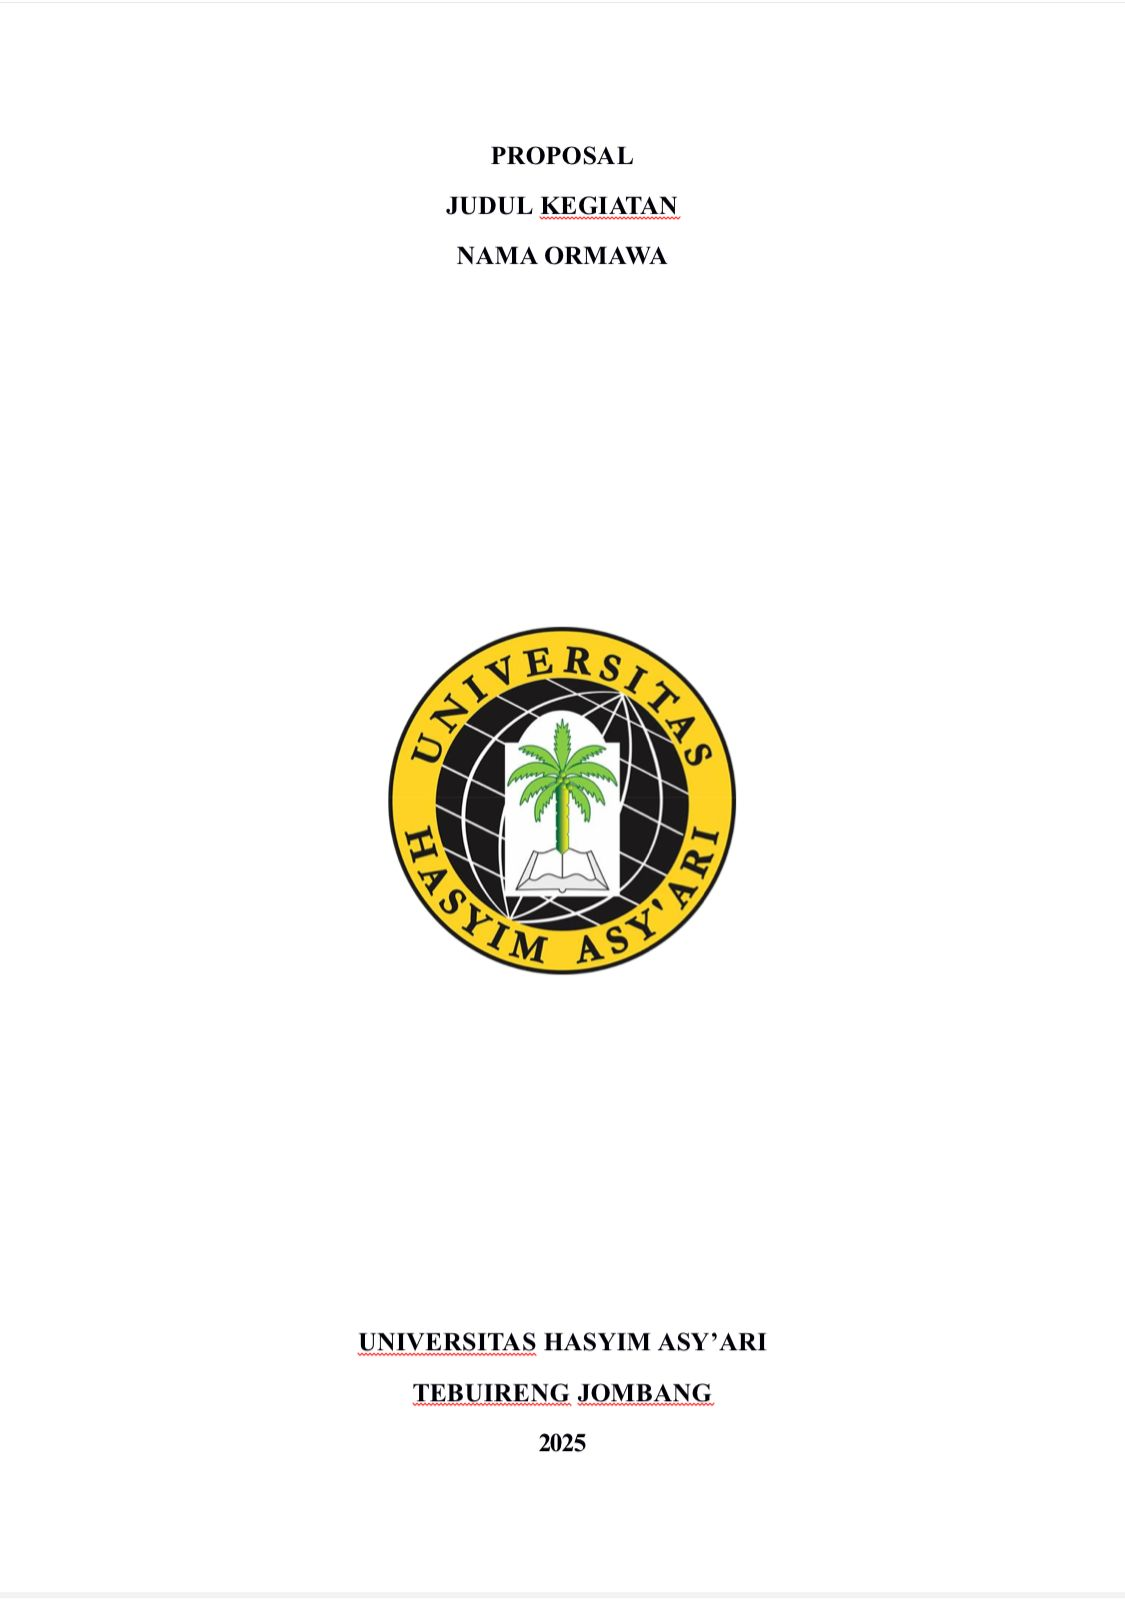 PROPOSAL
JUDUL KEGIATAN
NAMA ORMAWA
UNIVERSITAS
HASYIM ASY'ARI
UNIVERSITAS HASYIM ASY’ARI
TEBUIRENG JOMBANG
2025